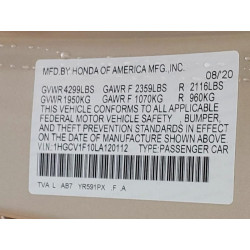 MFD.BY HONDA OF AMERICA MFG.,INC. 08/'20
GVWR 4299LBS GAWR F 2359LBS R 2116LBS
GVWR 1950KG GAWR F 1070KG R 960KG
THIS VEHICLE CONFORMS TO ALL APPLICABLE
FEDERAL MOTOR VEHICLE SAFETY , BUMPER,
AND THEFT PREVENTION STANDARDS IN EFFECT
ON THE DATE OF MANUFACTURE SHOWN ABOVE.
V.I.N.:1HGCV1F10LA120112 TYPE:PASSENGER CAR
TVA L AB7 YR591PX F A